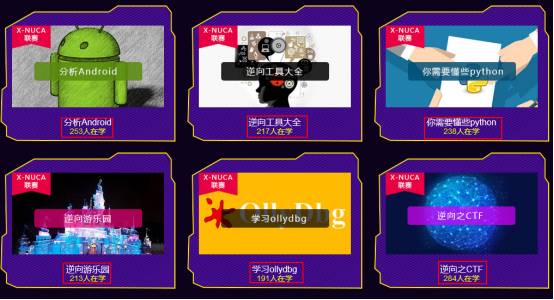 X-NUCA
联赛
分析Android
分析Android
253人在学
X-NUCA
联赛
逆向工具大全
逆向工具大全
217人在学
X-NUCA
联赛
你需要懂些python
你需要懂些python
238人在学
X-NUCA
联赛
逆向游乐园
逆向游乐园
213人在学
X-NUCA
联赛
OllyDbg
学习ollydbg
学习ollydbg
191人在学
X-NUCA
联赛
逆向之CTF
逆向之CTF
284人在学